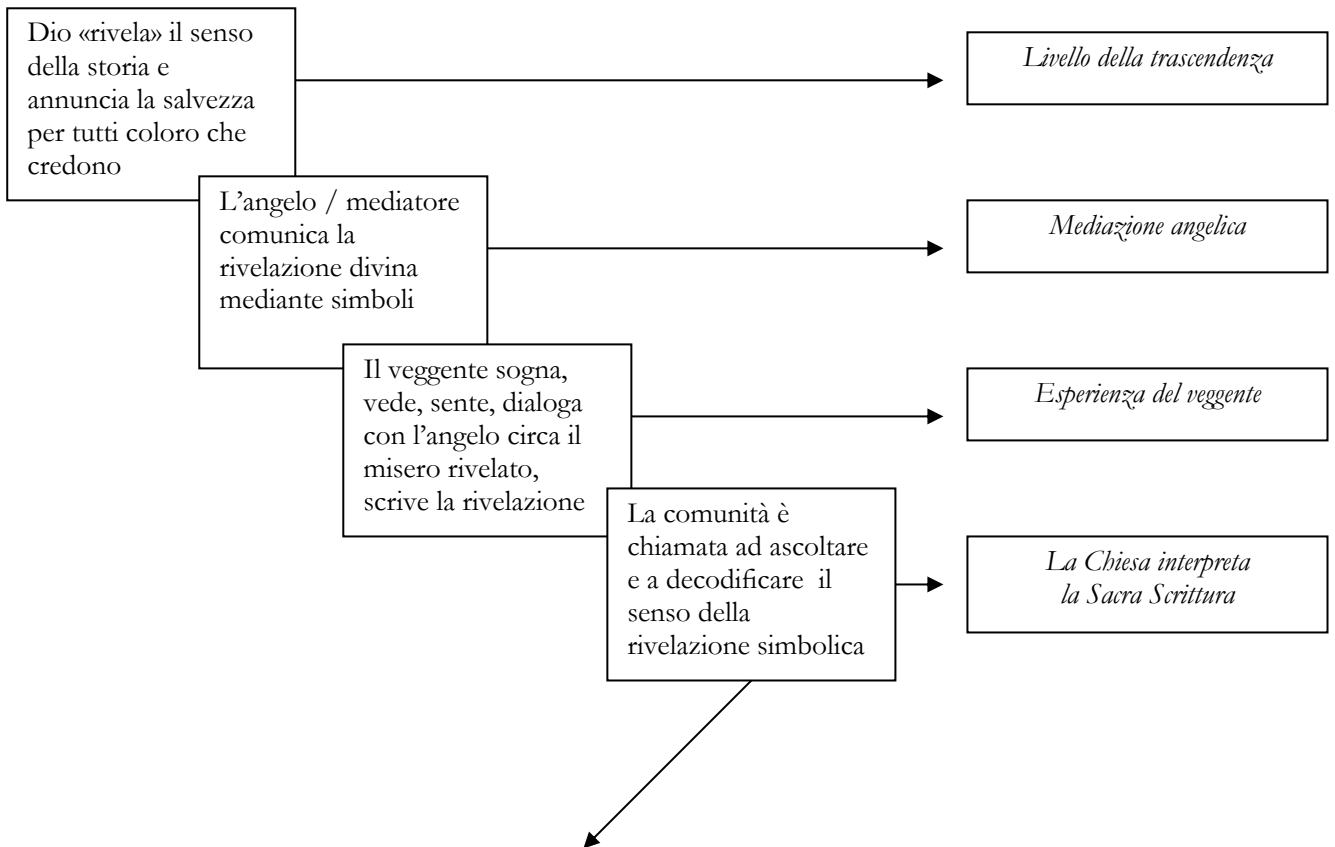 Dio «rivela» il senso
della storia e
annuncia la salvezza
per tutti coloro che
credono
Livello della trascendenza
L’angelo / mediatore
comunica la
rivelazione divina
mediante simboli
Mediazione angelica
Il veggente sogna,
vede, sente, dialoga
con l’angelo circa il
misero rivelato,
scrive la rivelazione
Esperienza del veggente
La comunità è
chiamata ad ascoltare
e a decodificare  il
senso della
rivelazione simbolica
La Chiesa interpreta
la Sacra Scrittura